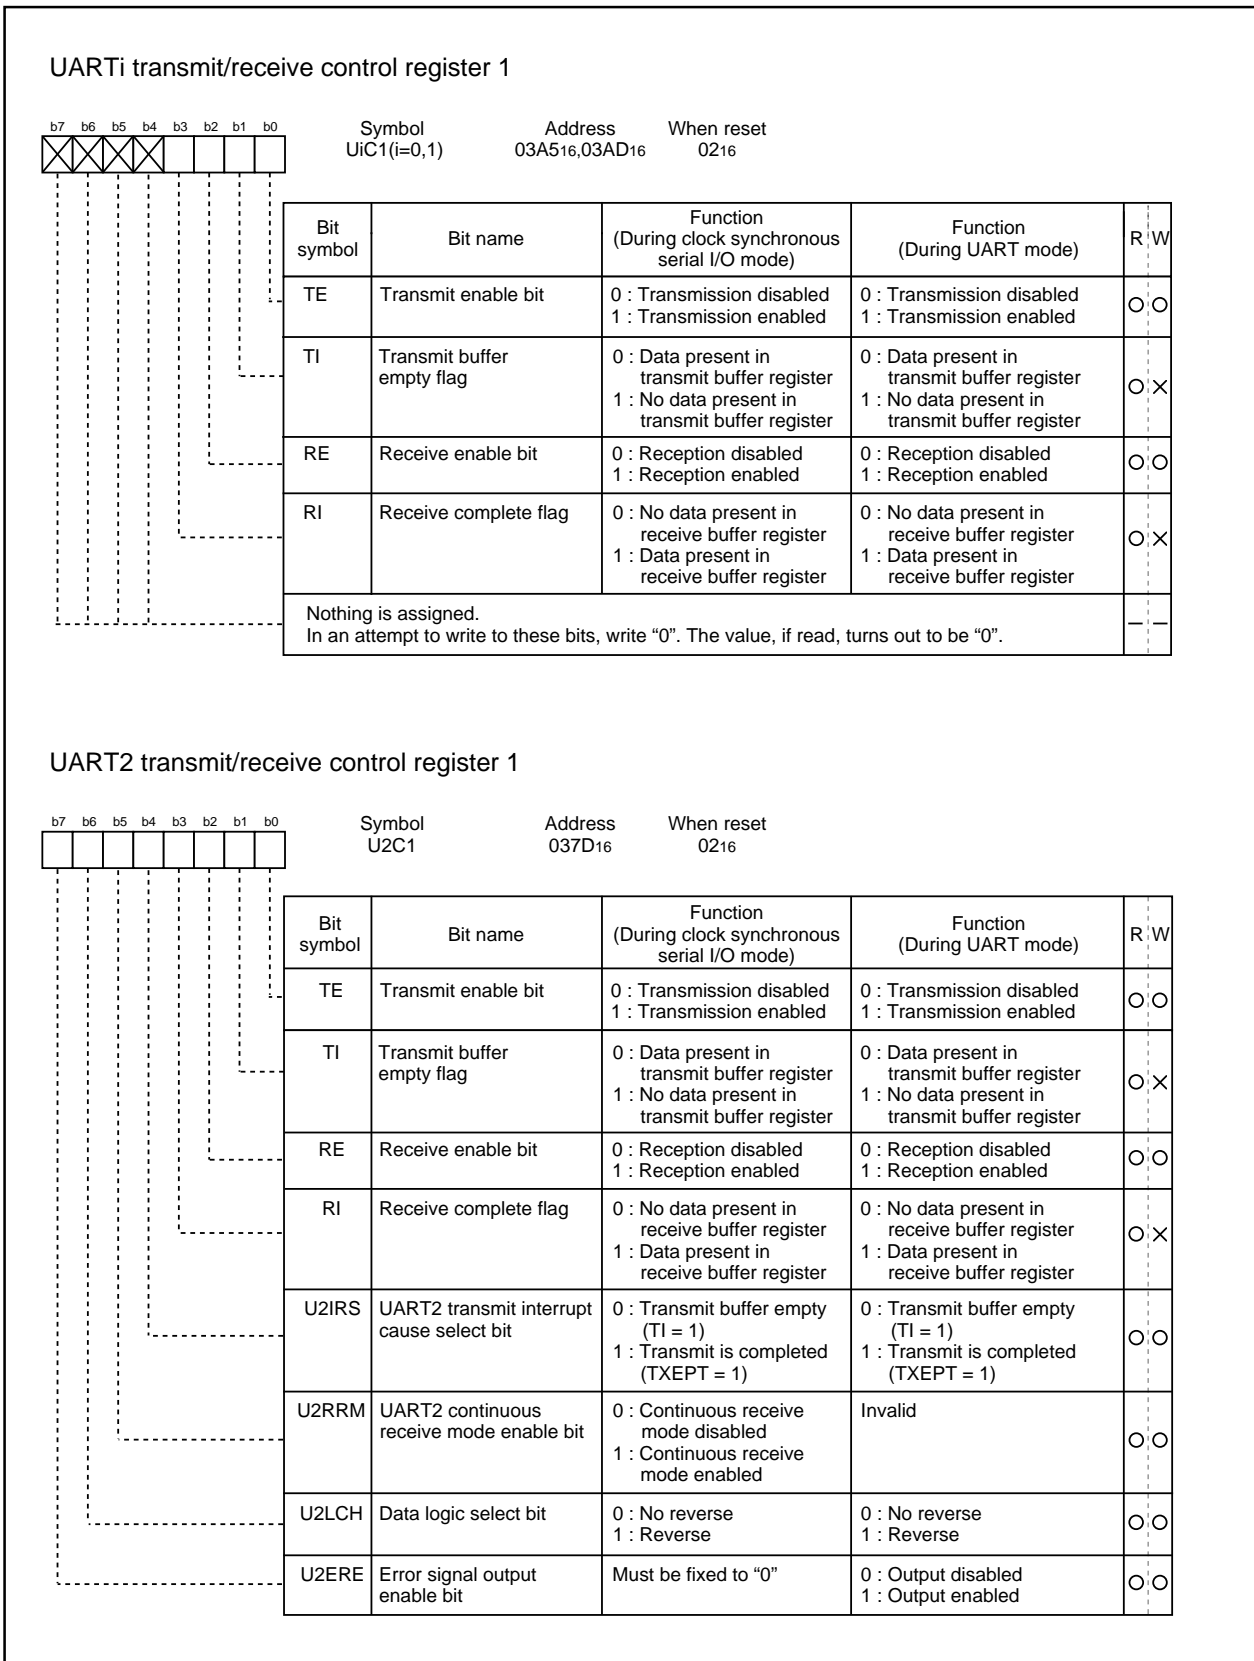 UARTi transmit/receive control register 1
b7 b6 b5 b4 b3 b2 b1 b0
Symbol Address When reset
UiC1(i=0,1) 03A516,03AD16 0216
Bit symbol
Bit name
Function (During clock synchronous serial I/O mode)
Function (During UART mode)
R W
TE
Transmit enable bit
0 : Transmission disabled
1 : Transmission enabled
0 : Transmission disabled
1 : Transmission enabled
TI
Transmit buffer
empty flag
0 : Data present in
transmit buffer register
1 : No data present in
transmit buffer register
0 : Data present in
transmit buffer register
1 : No data present in
transmit buffer register
RE
Receive enable bit
0 : Reception disabled
1 : Reception enabled
0 : Reception disabled
1 : Reception enabled
RI
Receive complete flag
0 : No data present in
receive buffer register
1 : Data present in
receive buffer register
0 : No data present in
receive buffer register
1 : Data present in
receive buffer register
Nothing is assigned.
In an attempt to write to these bits, write “0”. The value, if read, turns out to be “0”.
UART2 transmit/receive control register 1
b7 b6 b5 b4 b3 b2 b1 b0
Symbol Address When reset
U2C1 037D16 0216
Bit symbol
Bit name
Function (During clock synchronous serial I/O mode)
Function (During UART mode)
R W
TE
Transmit enable bit
0 : Transmission disabled
1 : Transmission enabled
0 : Transmission disabled
1 : Transmission enabled
TI
Transmit buffer
empty flag
0 : Data present in
transmit buffer register
1 : No data present in
transmit buffer register
0 : Data present in
transmit buffer register
1 : No data present in
transmit buffer register
RE
Receive enable bit
0 : Reception disabled
1 : Reception enabled
0 : Reception disabled
1 : Reception enabled
RI
Receive complete flag
0 : No data present in
receive buffer register
1 : Data present in
receive buffer register
0 : No data present in
receive buffer register
1 : Data present in
receive buffer register
U2IRS
UART2 transmit interrupt
cause select bit
0 : Transmit buffer empty
(TI = 1)
1 : Transmit is completed
(TXEPT = 1)
0 : Transmit buffer empty
(TI = 1)
1 : Transmit is completed
(TXEPT = 1)
U2RRM
UART2 continuous
receive mode enable bit
0 : Continuous receive
mode disabled
1 : Continuous receive
mode enabled
Invalid
U2LCH
Data logic select bit
0 : No reverse
1 : Reverse
0 : No reverse
1 : Reverse
U2ERE
Error signal output
enable bit
Must be fixed to “0”
0 : Output disabled
1 : Output enabled